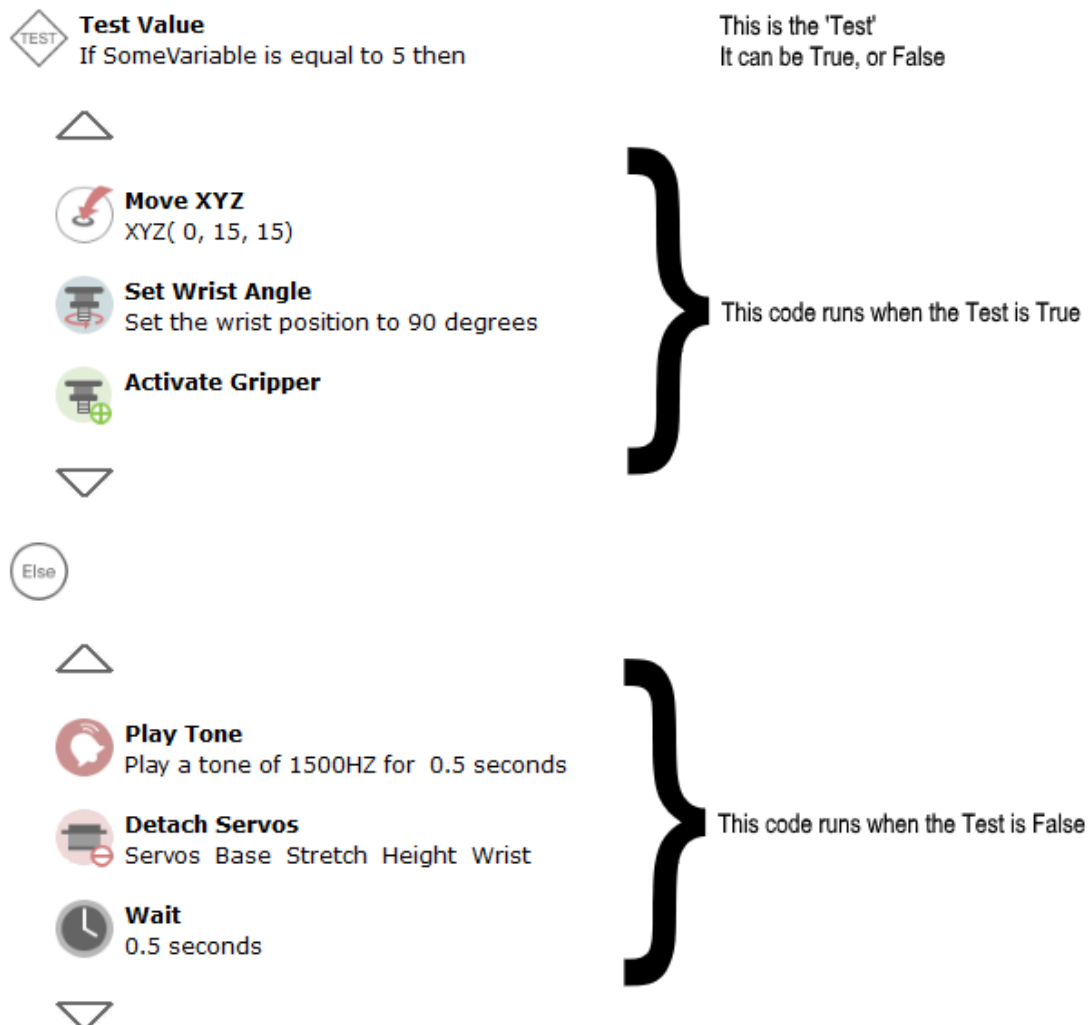 TEST
Test Value
If SomeVariable is equal to 5 then
This is the 'Test'
It can be True, or False
Move XYZ
XYZ( 0, 15, 15)
Set Wrist Angle
Set the wrist position to 90 degrees
Activate Gripper
This code runs when the Test is True
Else
Play Tone
Play a tone of 1500HZ for  0.5 seconds
Detach Servos
Servos  Base  Stretch  Height  Wrist
Wait
0.5 seconds
This code runs when the Test is False